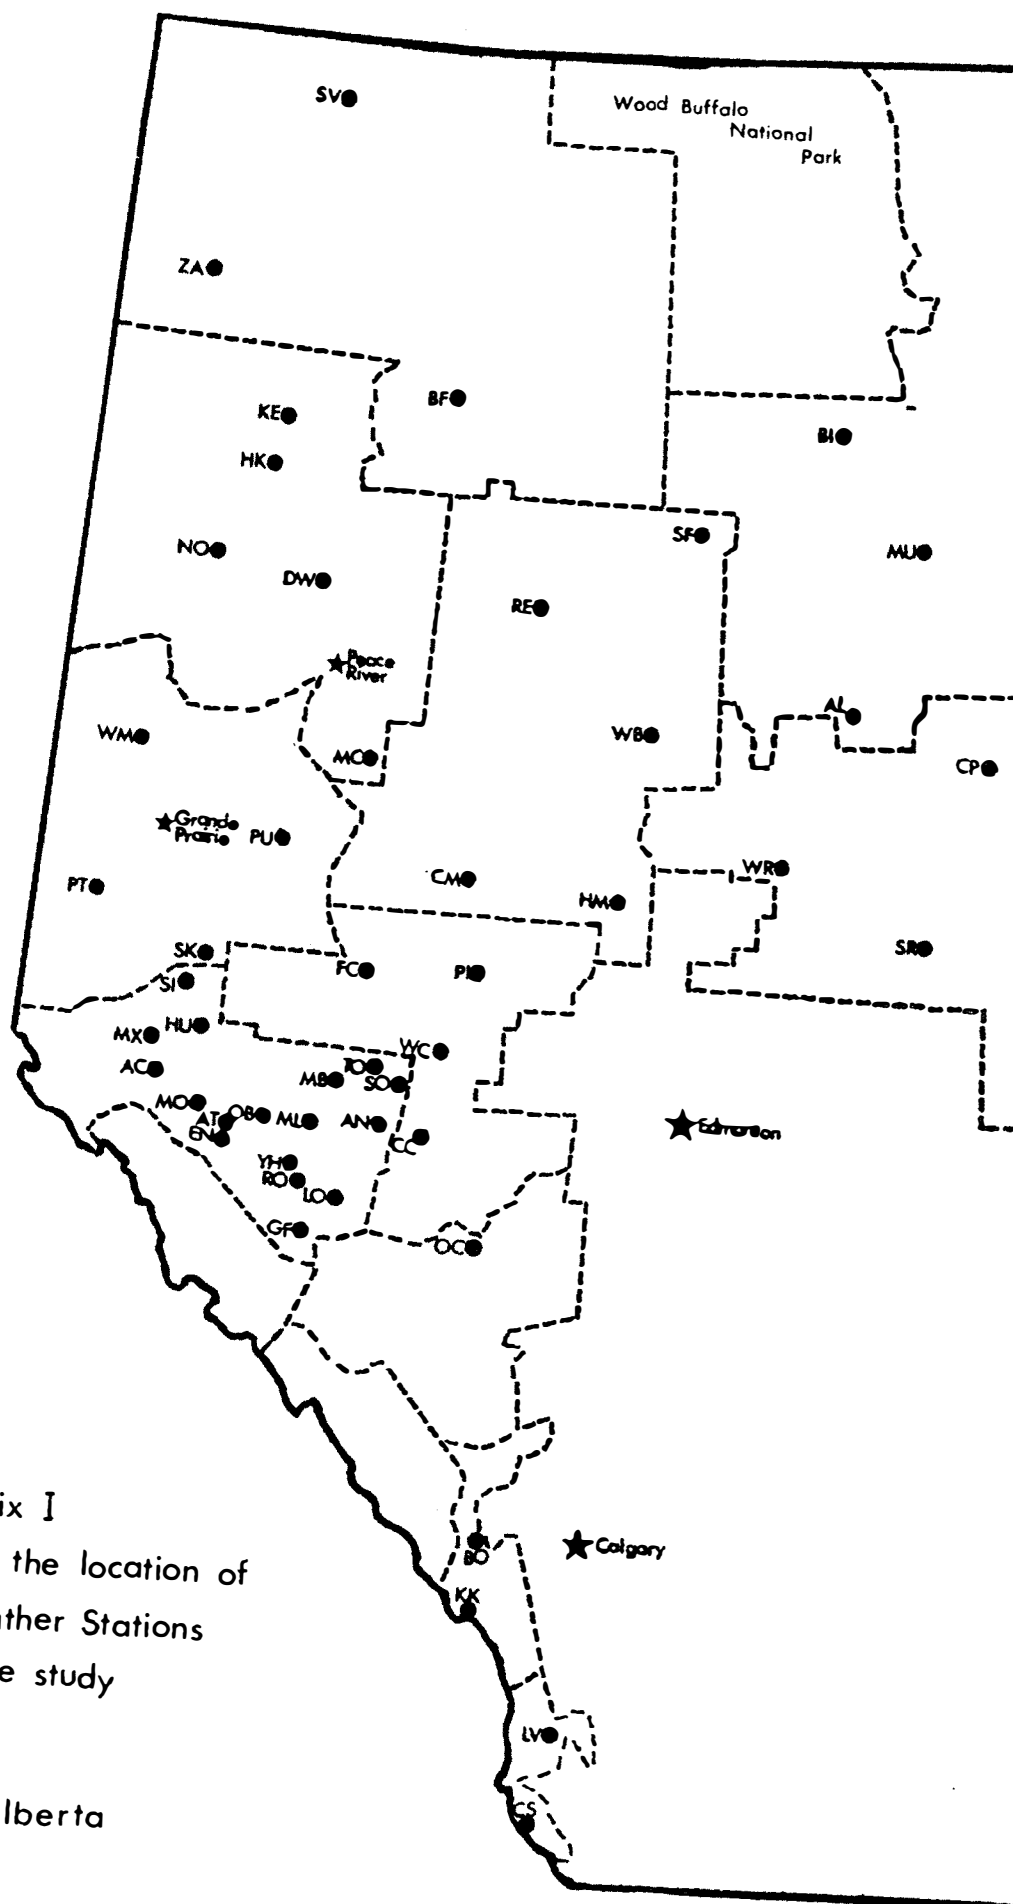 SV
Wood Buffalo
National
Park
ZA
KE
BF
HK
BI
NO
DW
SF
MU
RE
Peace
River
WM
MC
WB
AL
CP
Grande
Prairie
PU
PT
CM
HM
WR
SK
SI
FC
PI
SR
MX
HU
WC
AC
MB
TO
SO
MO
AT
OB
ML
AN
EN
CC
Edmonton
YH
RO
LO
GF
OC
ix I
the location of
ther Stations
e study
lberta
BO
Calgary
KK
LV
CS